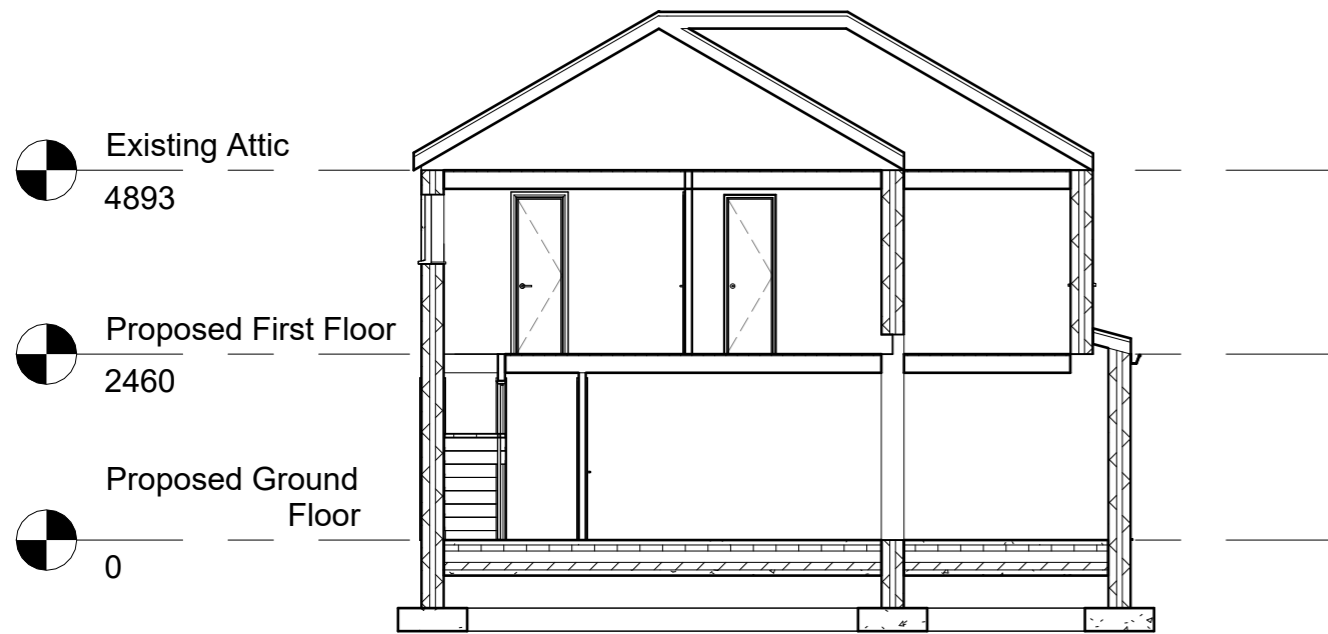 Existing Attic
4893
Proposed First Floor
2460
Proposed Ground
Floor
0